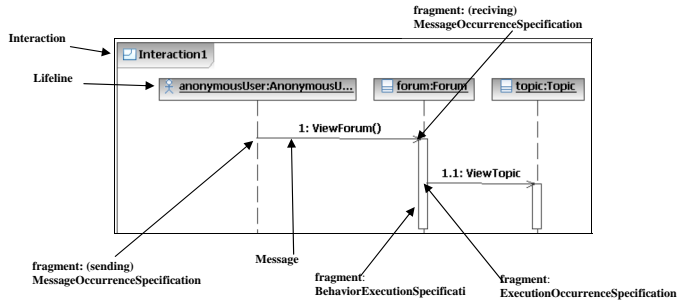 fragment: (reciving)
MessageOccurrenceSpecification
Interaction
Interaction1
Lifeline
anonymousUser:AnonymousU...
forum:Forum
topic:Topic
1: ViewForum()
1.1: ViewTopic
fragment: (sending)
MessageOccurrenceSpecification
Message
fragment:
BehaviorExecutionSpecificati
fragment:
ExecutionOccurrenceSpecification